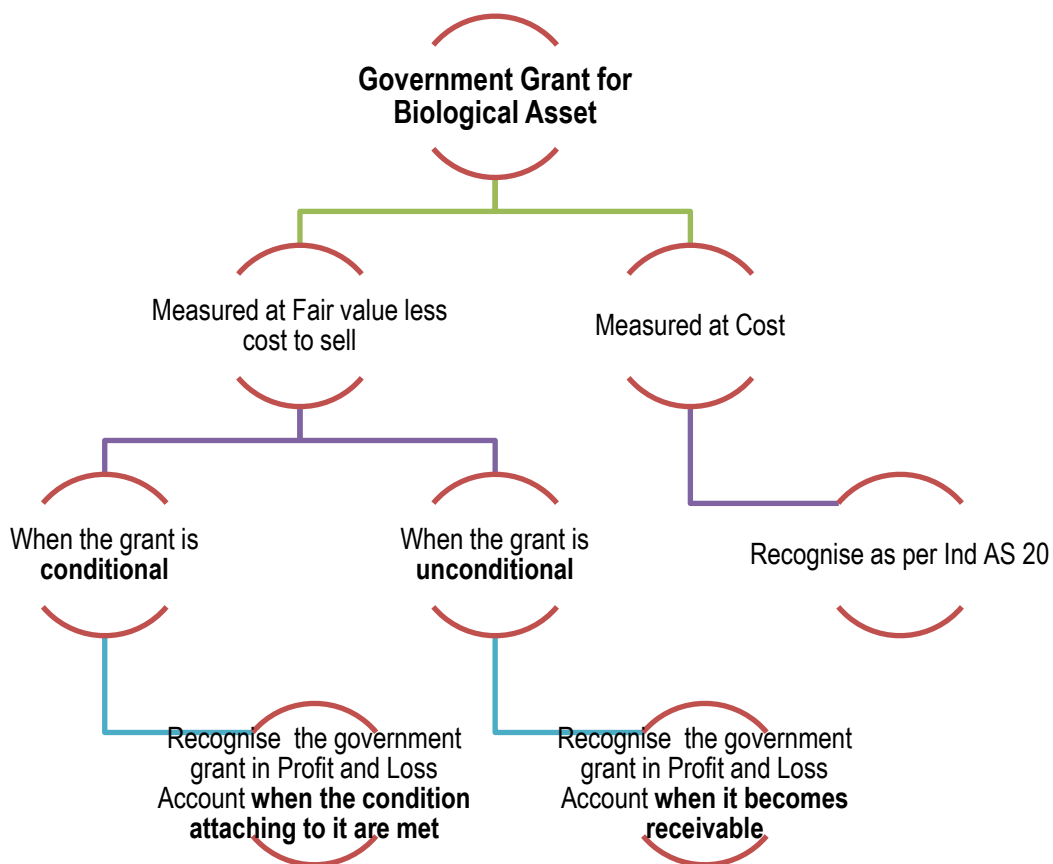 Government Grant for
Biological Asset
Measured at Fair value less
cost to sell
Measured at Cost
When the grant is
conditional
When the grant is
unconditional
Recognise as per Ind AS 20
Recognise the government
grant in Profit and Loss
Account when the condition
attaching to it are met
Recognise the government
grant in Profit and Loss
Account when it becomes
receivable